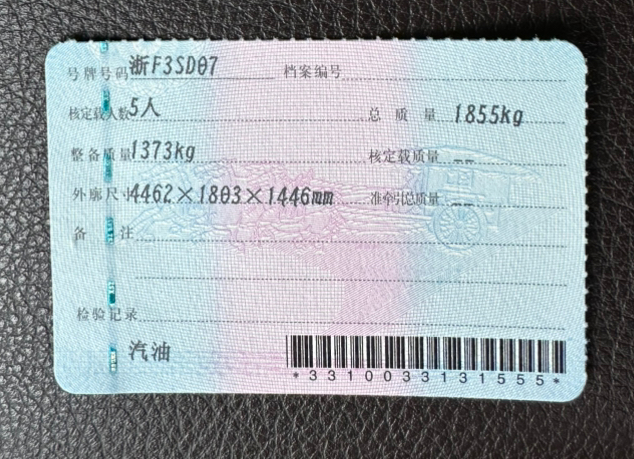 号牌号码 浙F3SD07 档案编号
核定载人数 5人 总质量 1855kg
整备质量 1373kg 核定载质量 --
外廓尺寸 4462×1803×1446mm 准牵引总质量 --
备注
检验记录
汽油
*3310033131555*